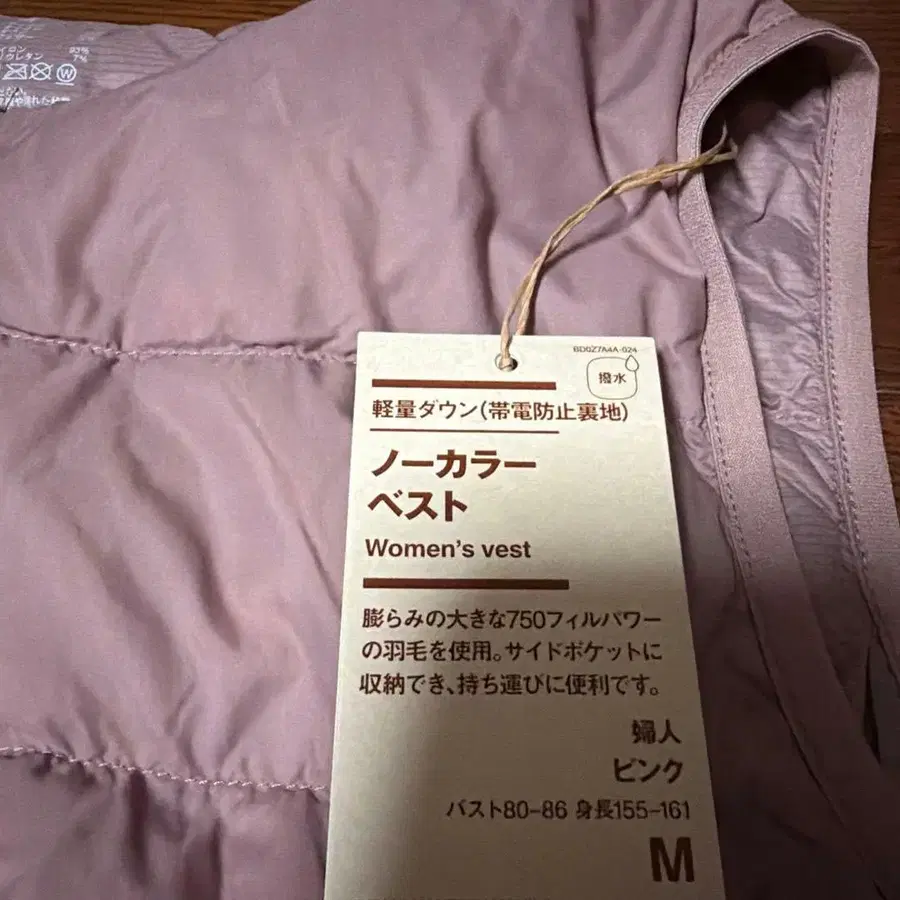 93%
7%
W
BD0Z7A4A-024
撥水
軽量ダウン(帯電防止裏地)
ノーカラー
ベスト
Women's vest
膨らみの大きな750フィルパワー
の羽毛を使用。サイドポケットに
収納でき、持ち運びに便利です。
婦人
ピンク
バスト80-86 身長155-161
M